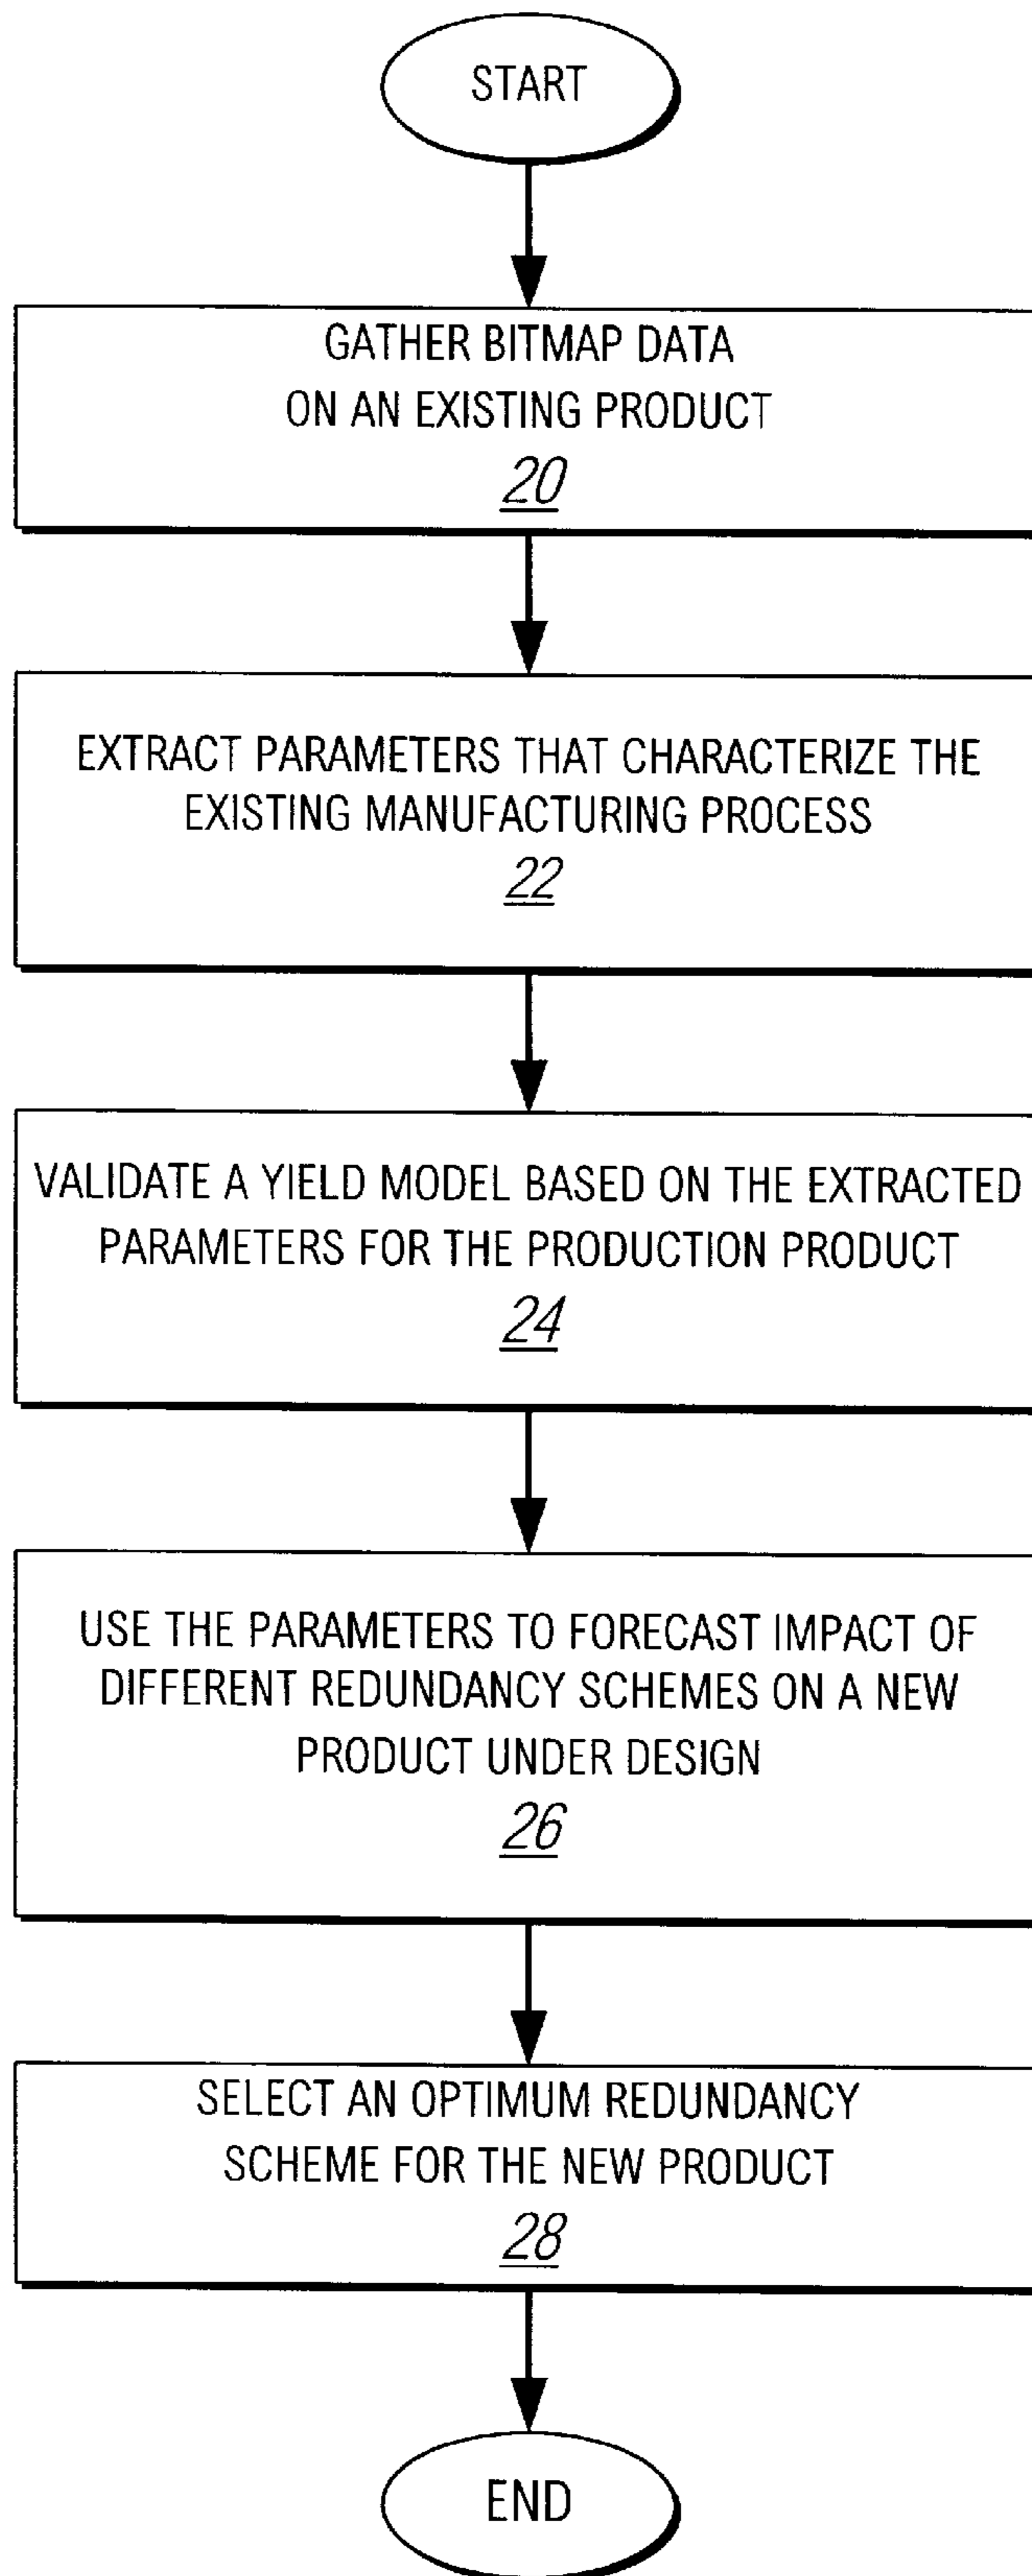 START
GATHER BITMAP DATA
ON AN EXISTING PRODUCT
20
EXTRACT PARAMETERS THAT CHARACTERIZE THE
EXISTING MANUFACTURING PROCESS
22
VALIDATE A YIELD MODEL BASED ON THE EXTRACTED
PARAMETERS FOR THE PRODUCTION PRODUCT
24
USE THE PARAMETERS TO FORECAST IMPACT OF
DIFFERENT REDUNDANCY SCHEMES ON A NEW
PRODUCT UNDER DESIGN
26
SELECT AN OPTIMUM REDUNDANCY
SCHEME FOR THE NEW PRODUCT
28
END